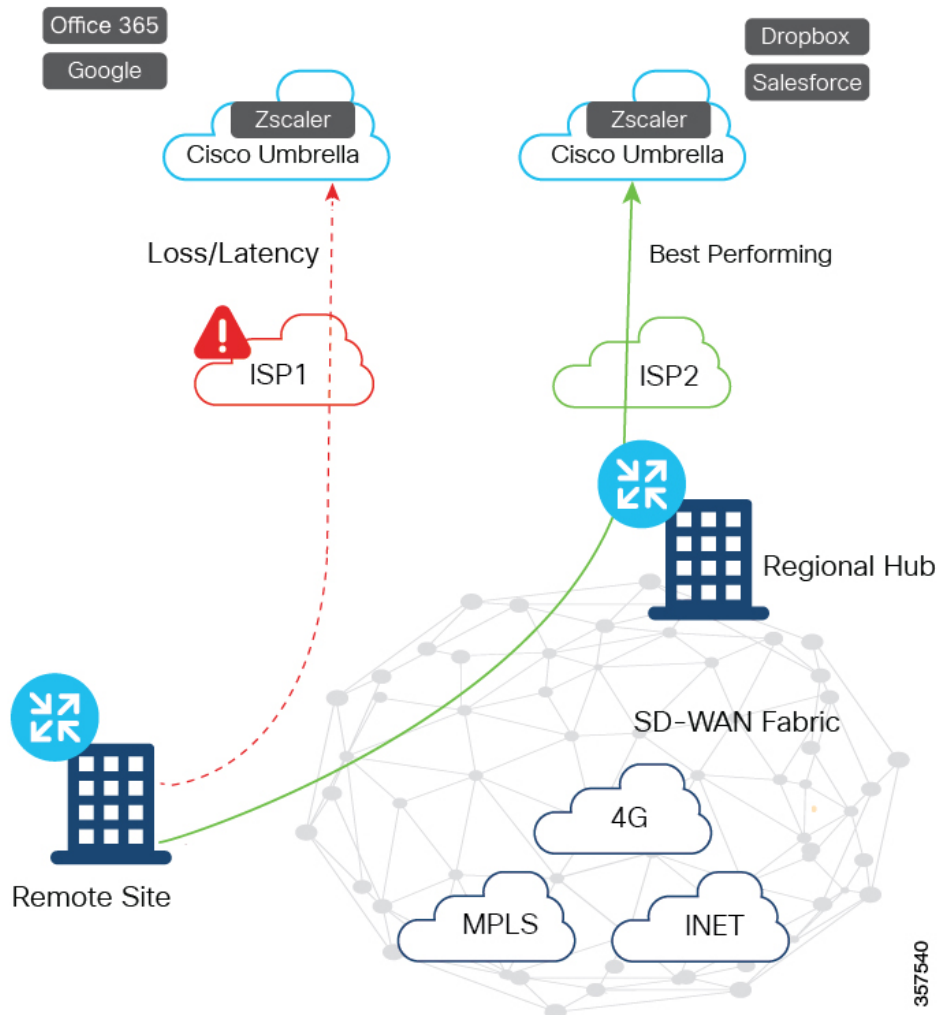 Office 365
Google
Dropbox
Salesforce
Zscaler
Cisco Umbrella
Zscaler
Cisco Umbrella
Loss/Latency
Best Performing
ISP1
ISP2
Regional Hub
SD-WAN Fabric
4G
Remote Site
MPLS
INET
357540